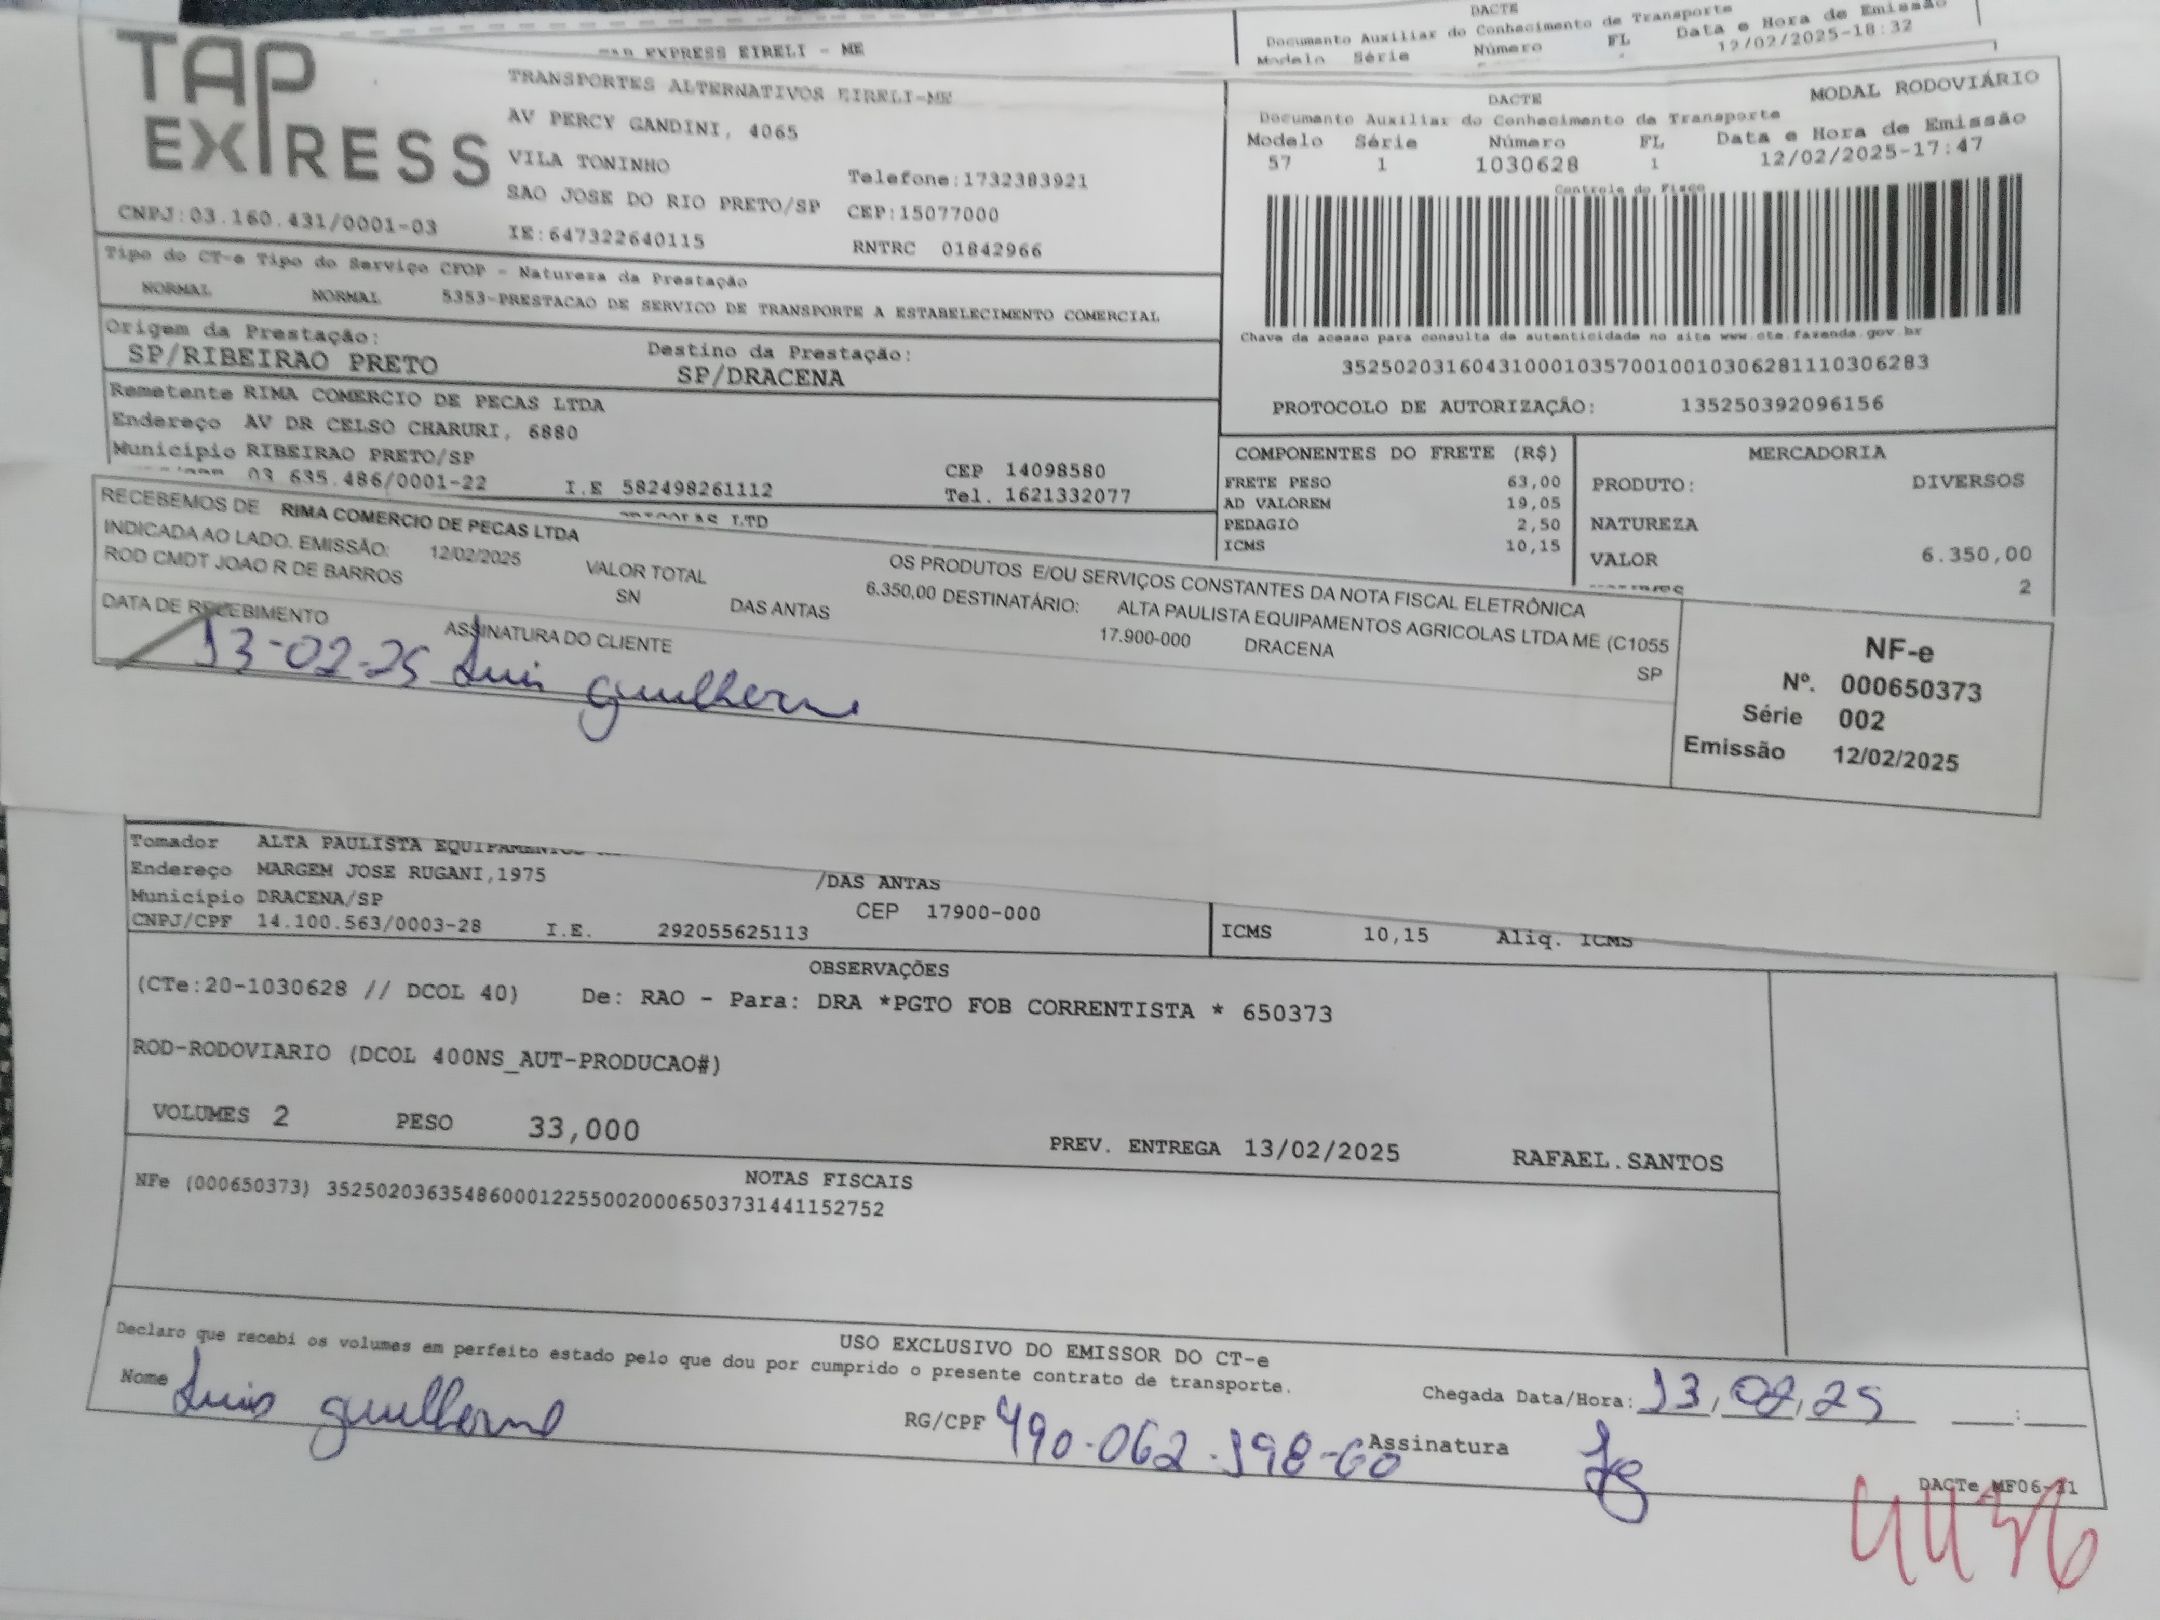 EXPRESS EIRELI - ME
DACTE
Documento Auxiliar do Conhecimento de Transporte
Modelo Série Número FL Data e Hora de Emissão
12/02/2025-18:32
TAP EXPRESS
TRANSPORTES ALTERNATIVOS EIRELI-ME
AV PERCY GANDINI, 4065
VILA TONINHO
Telefone:1732383921
SAO JOSE DO RIO PRETO/SP CEP:15077000
CNPJ:03.160.431/0001-03 IE:647322640115 RNTRC 01842966
MODAL RODOVIÁRIO
DACTE
Documento Auxiliar do Conhecimento de Transporte
Modelo Série Número FL Data e Hora de Emissão
57 1 1030628 1 12/02/2025-17:47
Controle do Fisco
Chave de acesso para consulta de autenticidade no site www.cte.fazenda.gov.br
35250203160431000103570010010306281110306283
PROTOCOLO DE AUTORIZAÇÃO: 135250392096156
Tipo do CT-e Tipo do Serviço CFOP - Natureza da Prestação
NORMAL NORMAL 5353-PRESTACAO DE SERVICO DE TRANSPORTE A ESTABELECIMENTO COMERCIAL
Origem da Prestação: Destino da Prestação:
SP/RIBEIRAO PRETO SP/DRACENA
Remetente RIMA COMERCIO DE PECAS LTDA
Endereço AV DR CELSO CHARURI, 6880
Município RIBEIRAO PRETO/SP CEP 14098580
03.635.486/0001-22 I.E 582498261112 Tel. 1621332077
COMPONENTES DO FRETE (R$)
FRETE PESO 63,00
AD VALOREM 19,05
PEDAGIO 2,50
ICMS 10,15
MERCADORIA
PRODUTO: DIVERSOS
NATUREZA
VALOR 6.350,00
2
RECEBEMOS DE RIMA COMERCIO DE PECAS LTDA OS PRODUTOS E/OU SERVIÇOS CONSTANTES DA NOTA FISCAL ELETRÔNICA
INDICADA AO LADO. EMISSÃO: 12/02/2025 VALOR TOTAL 6.350,00 DESTINATÁRIO: ALTA PAULISTA EQUIPAMENTOS AGRICOLAS LTDA ME (C1055
ROD CMDT JOAO R DE BARROS SN DAS ANTAS 17.900-000 DRACENA SP
DATA DE RECEBIMENTO ASSINATURA DO CLIENTE
13-02-25 Luis guilherme
NF-e
Nº. 000650373
Série 002
Emissão 12/02/2025
Tomador ALTA PAULISTA EQUIPAMENTOS
Endereço MARGEM JOSE RUGANI,1975 /DAS ANTAS
Município DRACENA/SP CEP 17900-000
CNPJ/CPF 14.100.563/0003-28 I.E. 292055625113
ICMS 10,15 Aliq. ICMS
OBSERVAÇÕES
(CTe:20-1030628 // DCOL 40) De: RAO - Para: DRA *PGTO FOB CORRENTISTA * 650373
ROD-RODOVIARIO (DCOL 400NS_AUT-PRODUCAO#)
VOLUMES 2 PESO 33,000 PREV. ENTREGA 13/02/2025 RAFAEL.SANTOS
NOTAS FISCAIS
NFe (000650373) 35250203635486000122550020006503731441152752
USO EXCLUSIVO DO EMISSOR DO CT-e
Declaro que recebi os volumes em perfeito estado pelo que dou por cumprido o presente contrato de transporte.
Nome Luis guilherme RG/CPF 490-062-198-60 Assinatura Chegada Data/Hora: 13,02,25 :
DACTe MF06-11